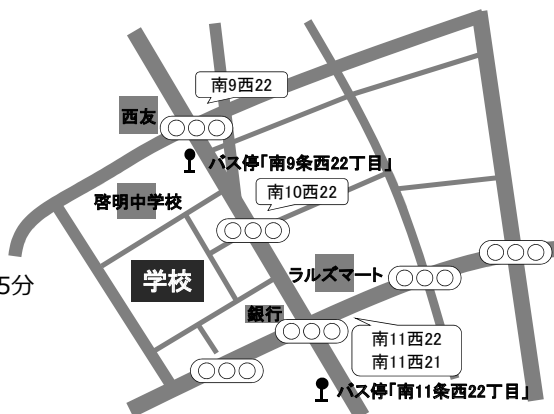 南9西22
西友
バス停「南9条西22丁目」
啓明中学校
南10西22
5分
学校
ラルズマート
銀行
南11西22
南11西21
バス停「南11条西22丁目」